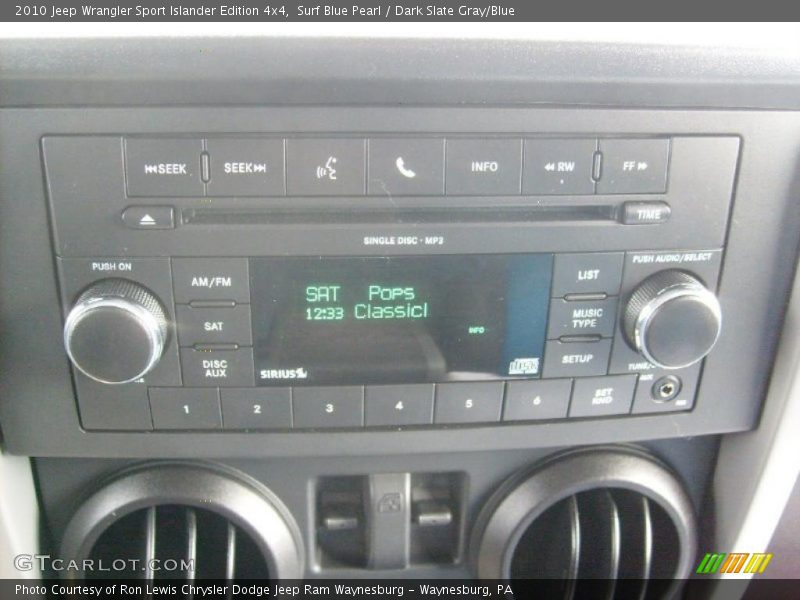 2010 Jeep Wrangler Sport Islander Edition 4x4,  Surf Blue Pearl / Dark Slate Gray/Blue
SEEK
SEEK
INFO
RW
FF
TIME
SINGLE DISC - MP3
PUSH ON
PUSH AUDIO/SELECT
AM/FM
SAT
DISC
AUX
SAT Pops
12:33 Classicl
INFO
SIRIUS
disc
LIST
MUSIC
TYPE
SETUP
1
2
3
4
5
6
SET
RND
GTCARLOT.COM
Photo Courtesy of Ron Lewis Chrysler Dodge Jeep Ram Waynesburg - Waynesburg, PA